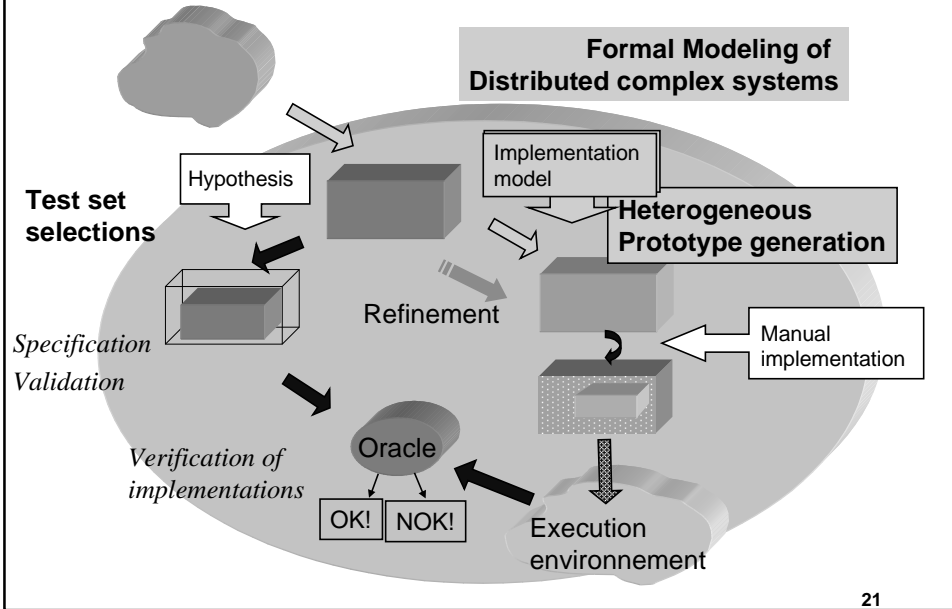 Formal Modeling of
Distributed complex systems
Implementation
model
Hypothesis
Test set
selections
Heterogeneous
Prototype generation
Refinement
Manual
implementation
Specification
Validation
Oracle
Verification of
implementations
OK!
NOK!
Execution
environnement
21